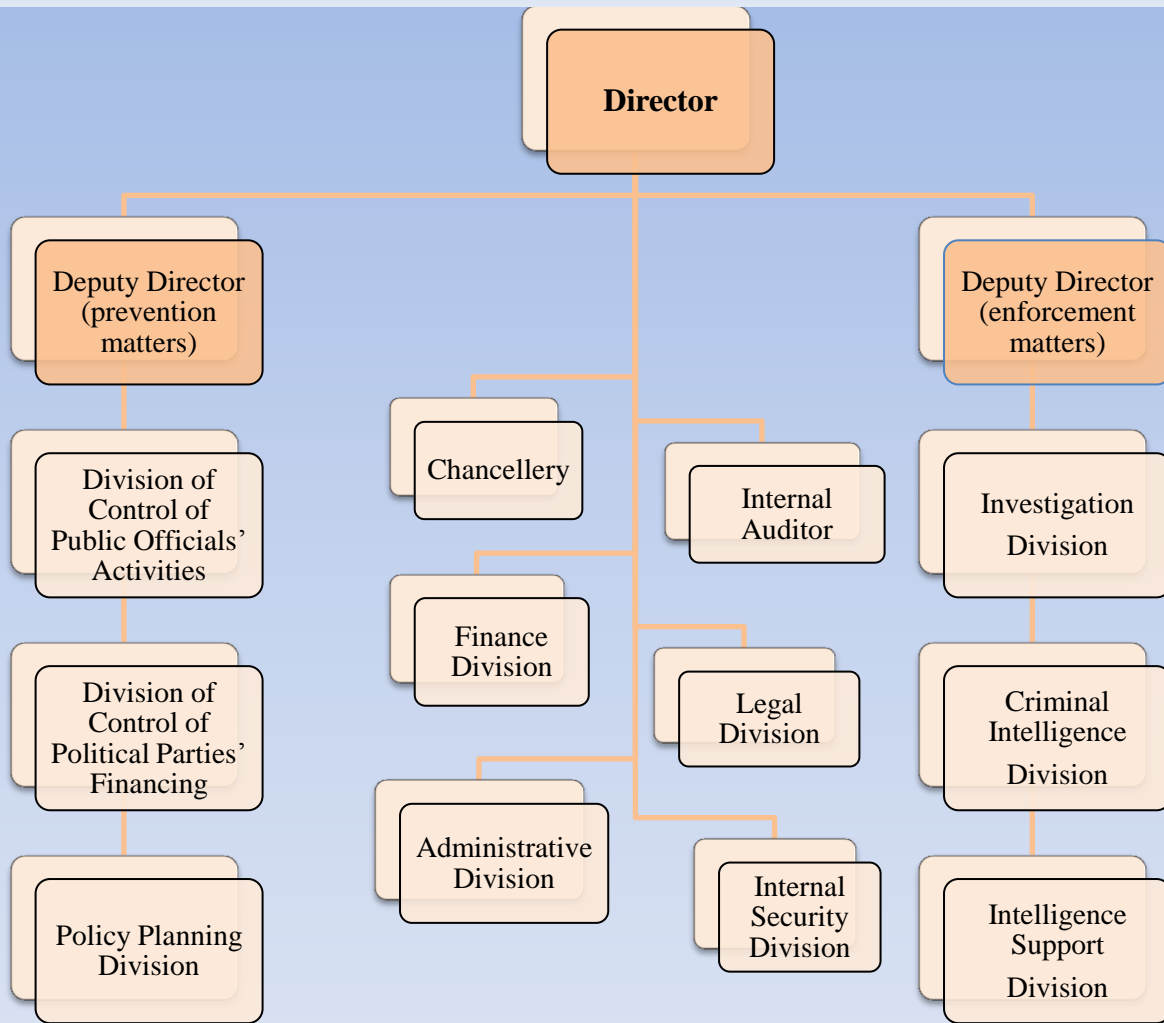 Director
Deputy Director
(prevention
matters)
Deputy Director
(enforcement
matters)
Division of
Control of
Public Officials’
Activities
Division of
Control of
Political Parties’
Financing
Policy Planning
Division
Chancellery
Internal
Auditor
Finance
Division
Legal
Division
Administrative
Division
Internal
Security
Division
Investigation
Division
Criminal
Intelligence
Division
Intelligence
Support
Division